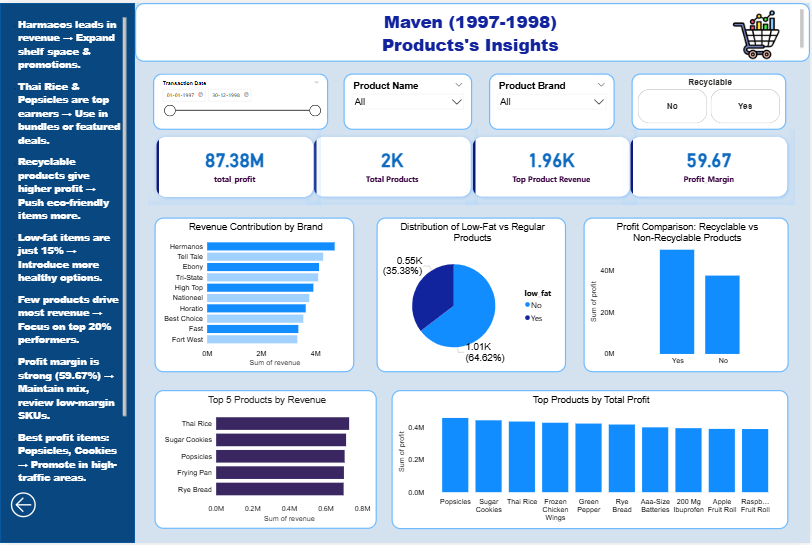 Harmacos leads in
revenue → Expand
shelf space &
promotions.
Thai Rice &
Popsicles are top
earners → Use in
bundles or featured
deals.
Recyclable
products give
higher profit →
Push eco-friendly
items more.
Low-fat items are
just 15% →
Introduce more
healthy options.
Few products drive
most revenue →
Focus on top 20%
performers.
Profit margin is
strong (59.67%) →
Maintain mix,
review low-margin
SKUs.
Best profit items:
Popsicles, Cookies
→ Promote in high-
traffic areas.
Maven (1997-1998)
Products's Insights
Transaction Date
01-01-1997 30-12-1998
Product Name
All
Product Brand
All
Recyclable
No Yes
87.38M
total_profit
2K
Total Products
1.96K
Top Product Revenue
59.67
Profit_Margin
Revenue Contribution by Brand
Hermanos
Tell Tale
Ebony
Tri-State
High Top
Nationeel
Horatio
Best Choice
Fast
Fort West
0M 2M 4M
Sum of revenue
Distribution of Low-Fat vs Regular
Products
0.55K
(35.38%)
1.01K
(64.62%)
low_fat
No
Yes
Profit Comparison: Recyclable vs
Non-Recyclable Products
Sum of profit
40M
20M
0M
Yes No
Top 5 Products by Revenue
Thai Rice
Sugar Cookies
Popsicles
Frying Pan
Rye Bread
0.0M 0.2M 0.4M 0.6M 0.8M
Sum of revenue
Top Products by Total Profit
Sum of profit
0.4M
0.2M
0.0M
Popsicles Sugar Thai Rice Frozen Green Rye Aaa-Size 200 Mg Apple Raspb...
Cookies Chicken Pepper Bread Batteries Ibuprofen Fruit Roll Fruit Roll
Wings